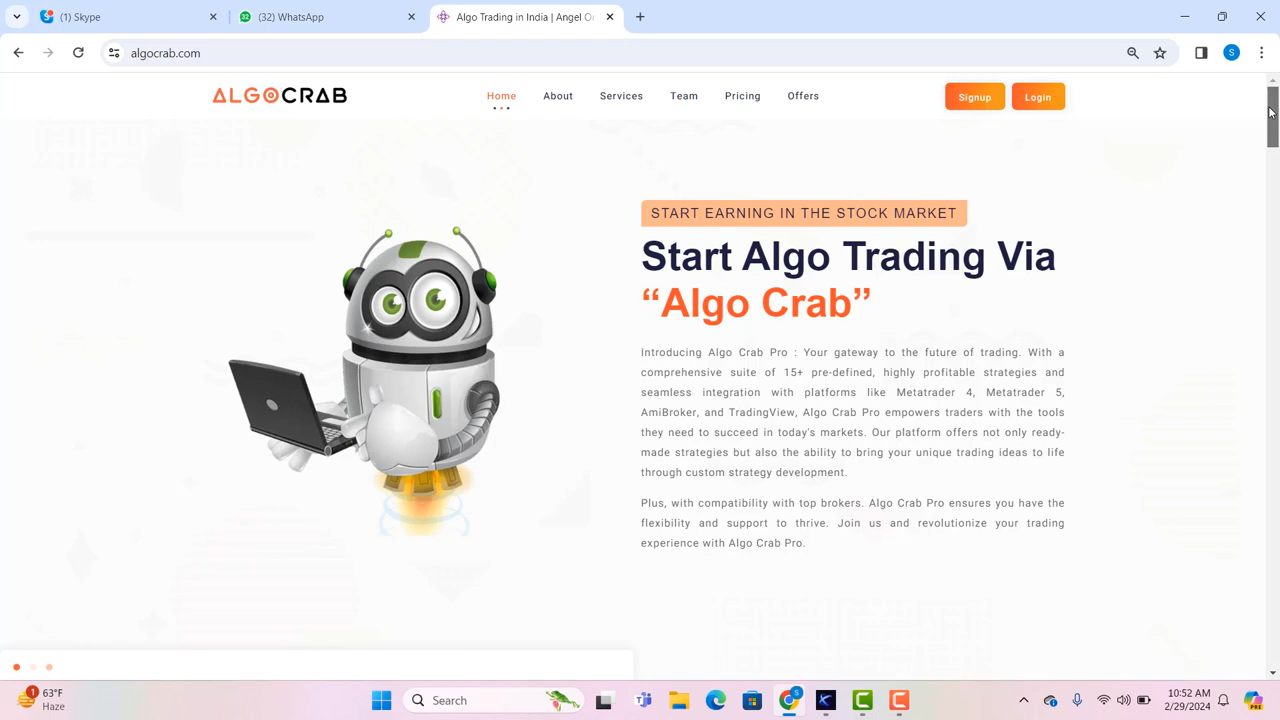 (1) Skype
32
(32) WhatsApp
Algo Trading in India | Angel On
algocrab.com
S
ALGOCRAB
Home
About
Services
Team
Pricing
Offers
Signup
Login
START EARNING IN THE STOCK MARKET
Start Algo Trading Via
“Algo Crab”
Introducing Algo Crab Pro : Your gateway to the future of trading. With a
comprehensive suite of 15+ pre-defined, highly profitable strategies and
seamless integration with platforms like Metatrader 4, Metatrader 5,
AmiBroker, and TradingView, Algo Crab Pro empowers traders with the tools
they need to succeed in today's markets. Our platform offers not only ready-
made strategies but also the ability to bring your unique trading ideas to life
through custom strategy development.
Plus, with compatibility with top brokers. Algo Crab Pro ensures you have the
flexibility and support to thrive. Join us and revolutionize your trading
experience with Algo Crab Pro.
1
63°F
Haze
Search
S
10:52 AM
2/29/2024
PRE